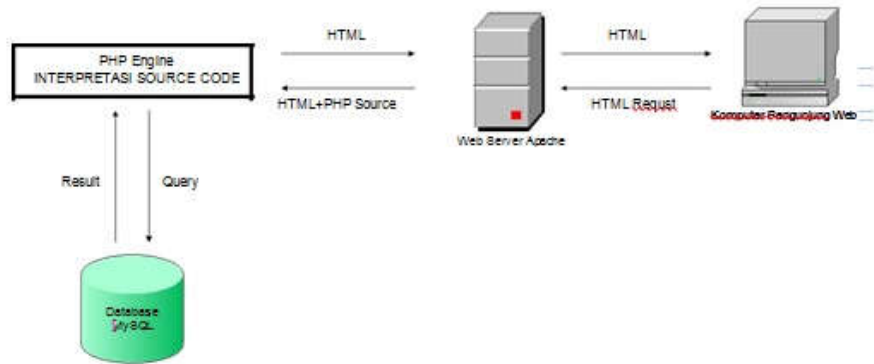 PHP Engine
INTERPRETASI SOURCE CODE
HTML
HTML
HTML+PHP Source
HTML Requst
Web Server Apache
Komputer Pengunjung Web
Result
Query
Database
MySQL